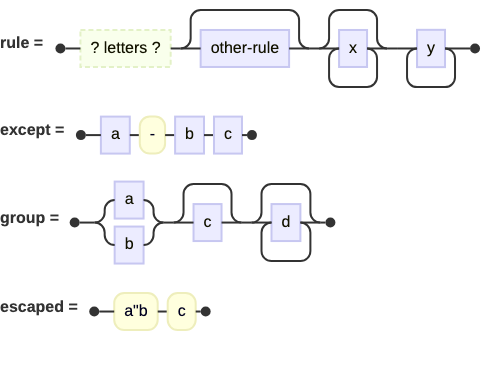 rule = ? letters ? other-rule x y
except = a - b c
group = a b c d
escaped = a"b c